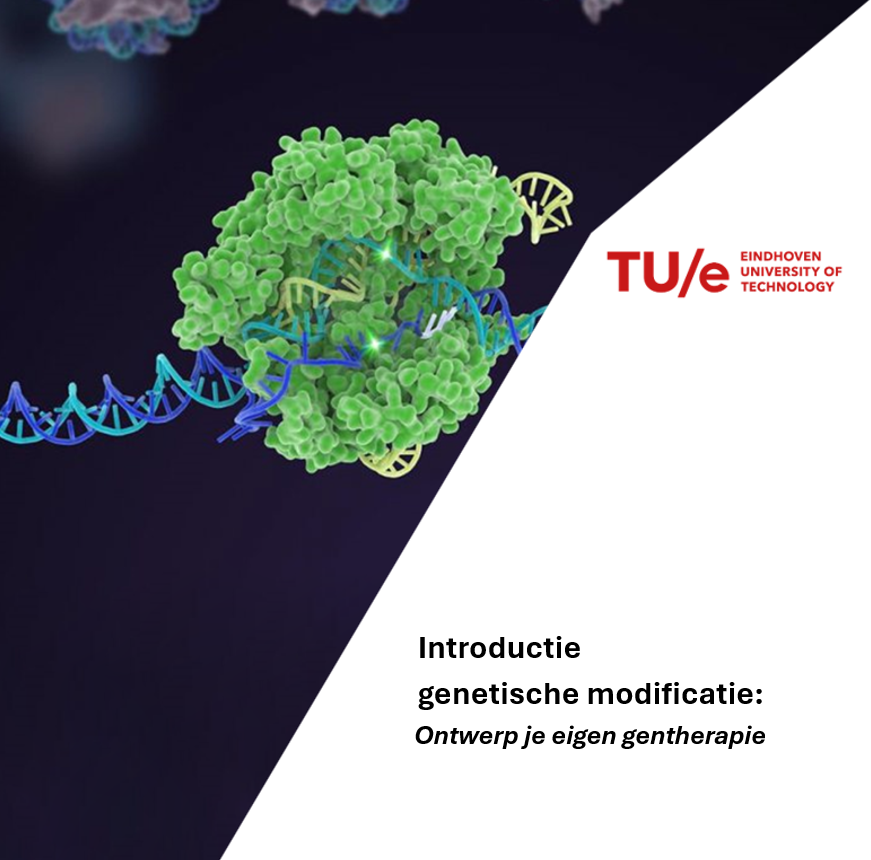 TU/e
EINDHOVEN
UNIVERSITY OF
TECHNOLOGY
Introductie
genetische modificatie:
Ontwerp je eigen gentherapie